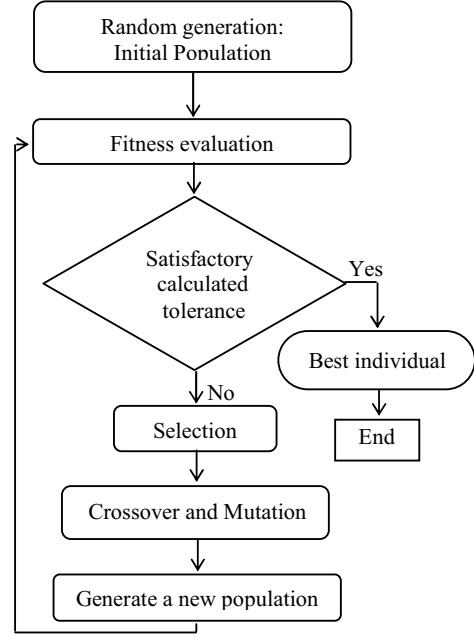 Random generation:
Initial Population
Fitness evaluation
Satisfactory
calculated
tolerance
Yes
Best individual
End
No
Selection
Crossover and Mutation
Generate a new population